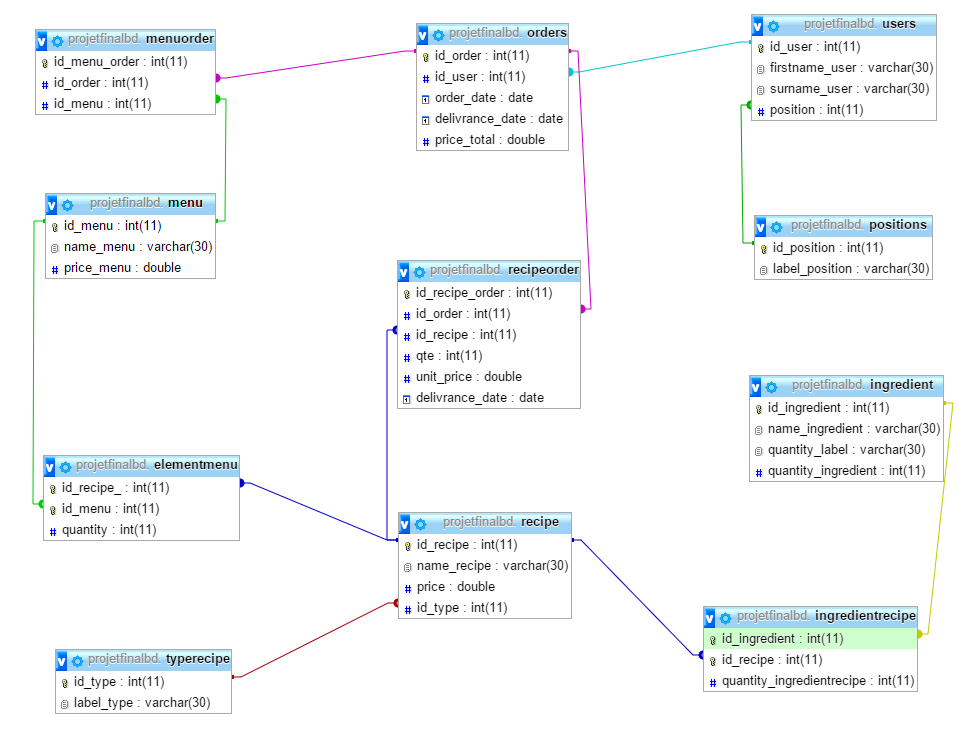 projetfinalbd. menuorder
id_menu_order : int(11)
id_order : int(11)
id_menu : int(11)
projetfinalbd. orders
id_order : int(11)
id_user : int(11)
order_date : date
delivrance_date : date
price_total : double
projetfinalbd. users
id_user : int(11)
firstname_user : varchar(30)
surname_user : varchar(30)
position : int(11)
projetfinalbd. menu
id_menu : int(11)
name_menu : varchar(30)
price_menu : double
projetfinalbd. positions
id_position : int(11)
label_position : varchar(30)
projetfinalbd. recipeorder
id_recipe_order : int(11)
id_order : int(11)
id_recipe : int(11)
qte : int(11)
unit_price : double
delivrance_date : date
projetfinalbd. ingredient
id_ingredient : int(11)
name_ingredient : varchar(30)
quantity_label : varchar(30)
quantity_ingredient : int(11)
projetfinalbd. elementmenu
id_recipe_ : int(11)
id_menu : int(11)
quantity : int(11)
projetfinalbd. recipe
id_recipe : int(11)
name_recipe : varchar(30)
price : double
id_type : int(11)
projetfinalbd. ingredientrecipe
id_ingredient : int(11)
id_recipe : int(11)
quantity_ingredientrecipe : int(11)
projetfinalbd. typerecipe
id_type : int(11)
label_type : varchar(30)